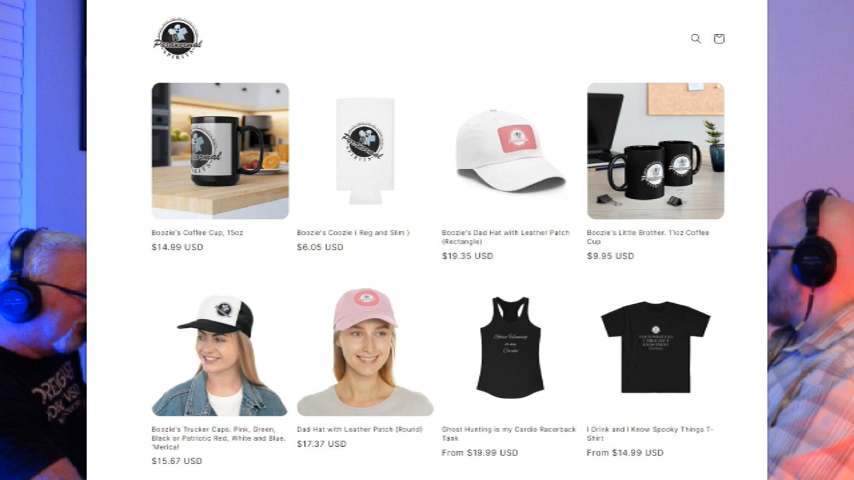 Paranormal
SPIRITS
Boozie's Coffee Cup, 15oz
$14.99 USD
Boozie's Coozie ( Reg and Slim )
$6.05 USD
Boozie's Dad Hat with Leather Patch
(Rectangle)
$19.35 USD
Boozie's Little Brother. 11oz Coffee
Cup
$9.95 USD
Boozie's Trucker Caps. Pink, Green,
Black or Patriotic Red, White and Blue.
'Merica!
$15.67 USD
Dad Hat with Leather Patch (Round)
$17.37 USD
Ghost Hunting is my Cardio Racerback
Tank
From $19.99 USD
I Drink and I Know Spooky Things T-
Shirt
From $14.99 USD